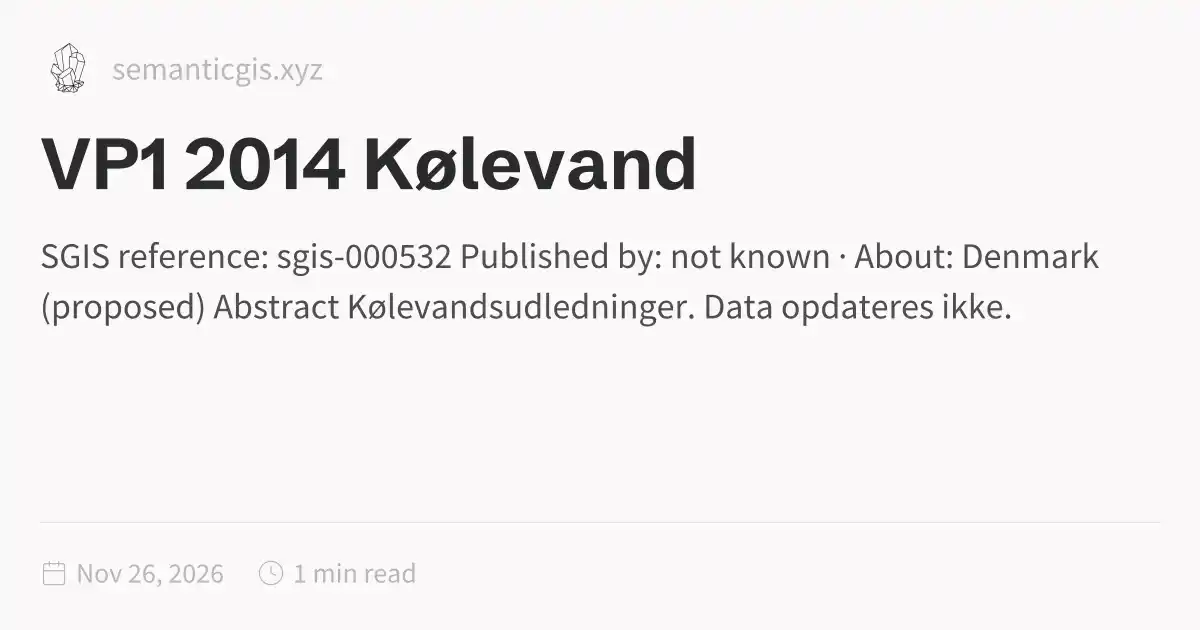 semanticgis.xyz
VP1 2014 Kølevand
SGIS reference: sgis-000532 Published by: not known · About: Denmark
(proposed) Abstract Kølevandsudledninger. Data opdateres ikke.
Nov 26, 2026
1 min read